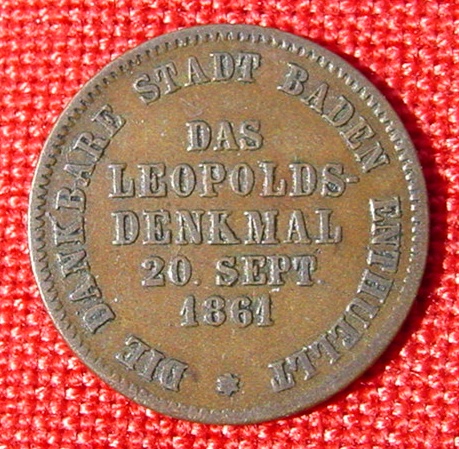 DIE DANKBARE STADT BADEN ENTHUELLT
DAS
LEOPOLDS-
DENKMAL
20. SEPT.
1861